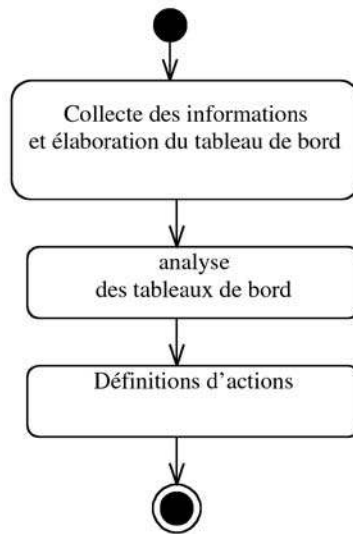 Collecte des informations
et élaboration du tableau de bord
analyse
des tableaux de bord
Définitions d'actions